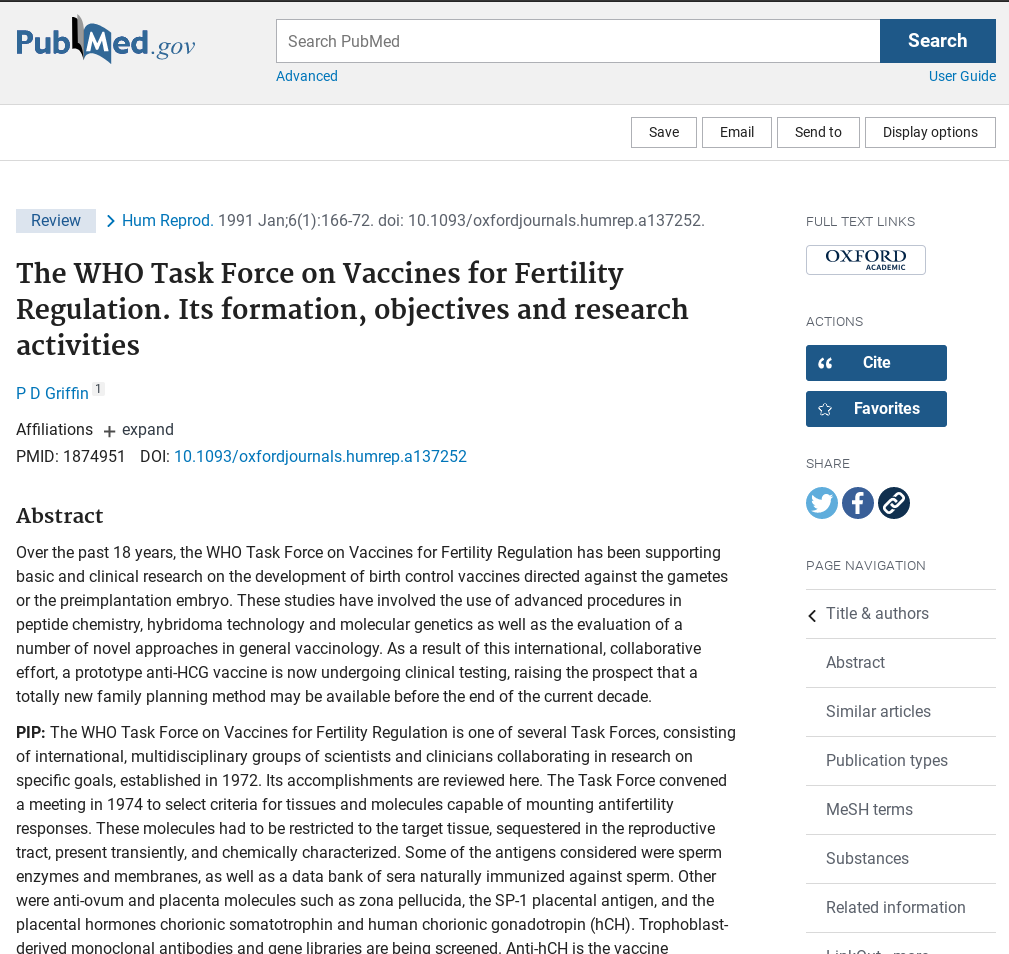 PubMed.gov
Search PubMed
Search
Advanced
User Guide
Save
Email
Send to
Display options
Review
Hum Reprod. 1991 Jan;6(1):166-72. doi: 10.1093/oxfordjournals.humrep.a137252.
The WHO Task Force on Vaccines for Fertility
Regulation. Its formation, objectives and research
activities
P D Griffin 1
Affiliations + expand
PMID: 1874951 DOI: 10.1093/oxfordjournals.humrep.a137252
Abstract
Over the past 18 years, the WHO Task Force on Vaccines for Fertility Regulation has been supporting
basic and clinical research on the development of birth control vaccines directed against the gametes
or the preimplantation embryo. These studies have involved the use of advanced procedures in
peptide chemistry, hybridoma technology and molecular genetics as well as the evaluation of a
number of novel approaches in general vaccinology. As a result of this international, collaborative
effort, a prototype anti-HCG vaccine is now undergoing clinical testing, raising the prospect that a
totally new family planning method may be available before the end of the current decade.
PIP: The WHO Task Force on Vaccines for Fertility Regulation is one of several Task Forces, consisting
of international, multidisciplinary groups of scientists and clinicians collaborating in research on
specific goals, established in 1972. Its accomplishments are reviewed here. The Task Force convened
a meeting in 1974 to select criteria for tissues and molecules capable of mounting antifertility
responses. These molecules had to be restricted to the target tissue, sequestered in the reproductive
tract, present transiently, and chemically characterized. Some of the antigens considered were sperm
enzymes and membranes, as well as a data bank of sera naturally immunized against sperm. Other
were anti-ovum and placenta molecules such as zona pellucida, the SP-1 placental antigen, and the
placental hormones chorionic somatotrophin and human chorionic gonadotropin (hCG). Trophoblast-
derived monoclonal antibodies and gene libraries are being screened. Anti-hCH is the vaccine
FULL TEXT LINKS
OXFORD
ACADEMIC
ACTIONS
Cite
Favorites
SHARE
PAGE NAVIGATION
Title & authors
Abstract
Similar articles
Publication types
MeSH terms
Substances
Related information